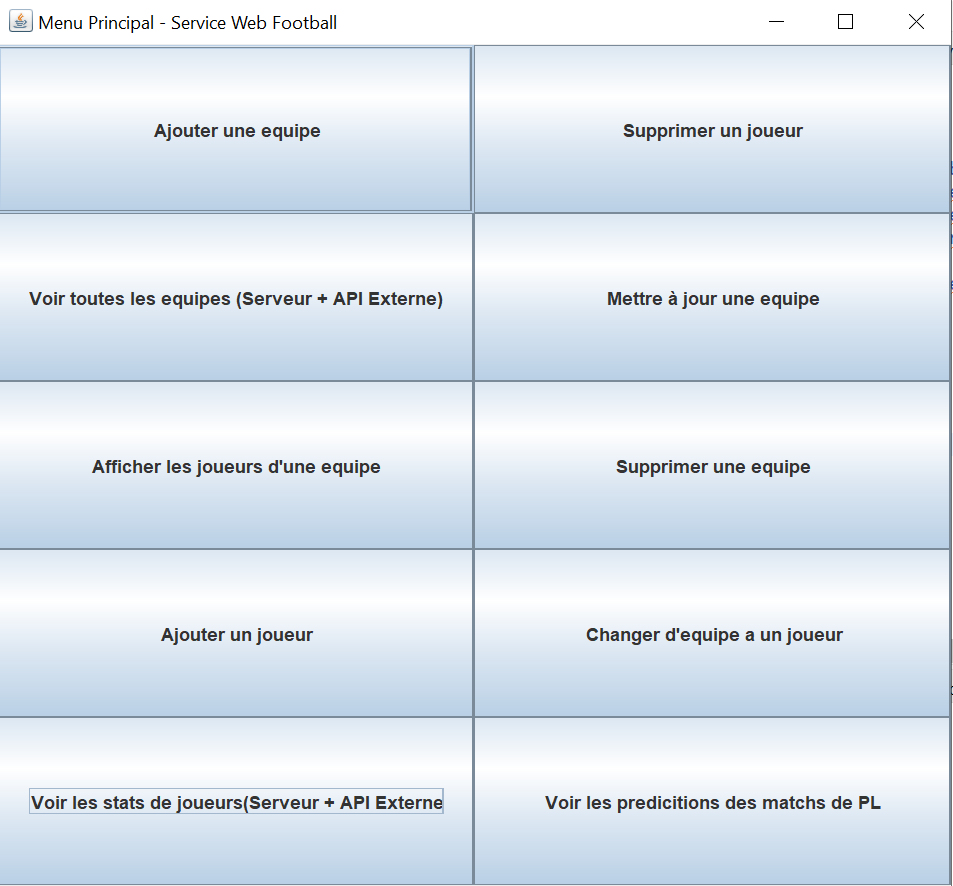 Menu Principal - Service Web Football
Ajouter une equipe
Supprimer un joueur
Voir toutes les equipes (Serveur + API Externe)
Mettre à jour une equipe
Afficher les joueurs d'une equipe
Supprimer une equipe
Ajouter un joueur
Changer d'equipe a un joueur
Voir les stats de joueurs(Serveur + API Externe
Voir les predicitions des matchs de PL